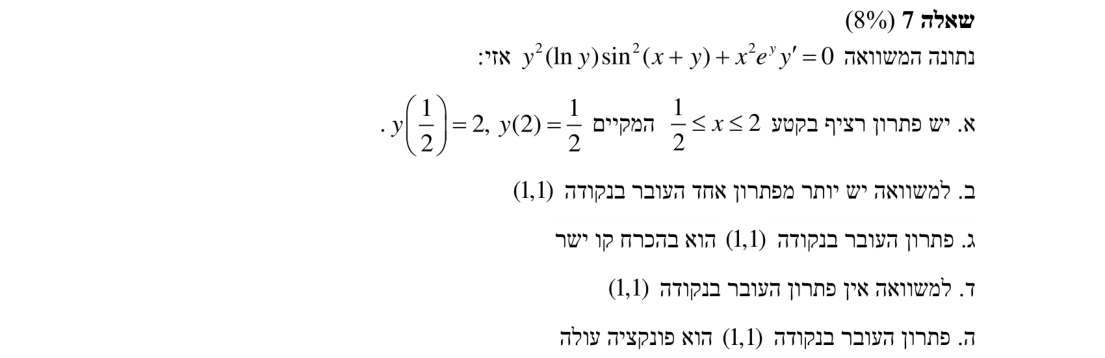 שאלה 7 (8%)
נתונה המשוואה $y^2(\ln y)\sin^2(x+y)+x^2e^y y'=0$ אזי:
א. יש פתרון רציף בקטע $\frac{1}{2}\leq x\leq 2$ המקיים $y\left(\frac{1}{2}\right)=2,\ y(2)=\frac{1}{2}$ .
ב. למשוואה יש יותר מפתרון אחד העובר בנקודה (1,1)
ג. פתרון העובר בנקודה (1,1) הוא בהכרח קו ישר
ד. למשוואה אין פתרון העובר בנקודה (1,1)
ה. פתרון העובר בנקודה (1,1) הוא פונקציה עולה